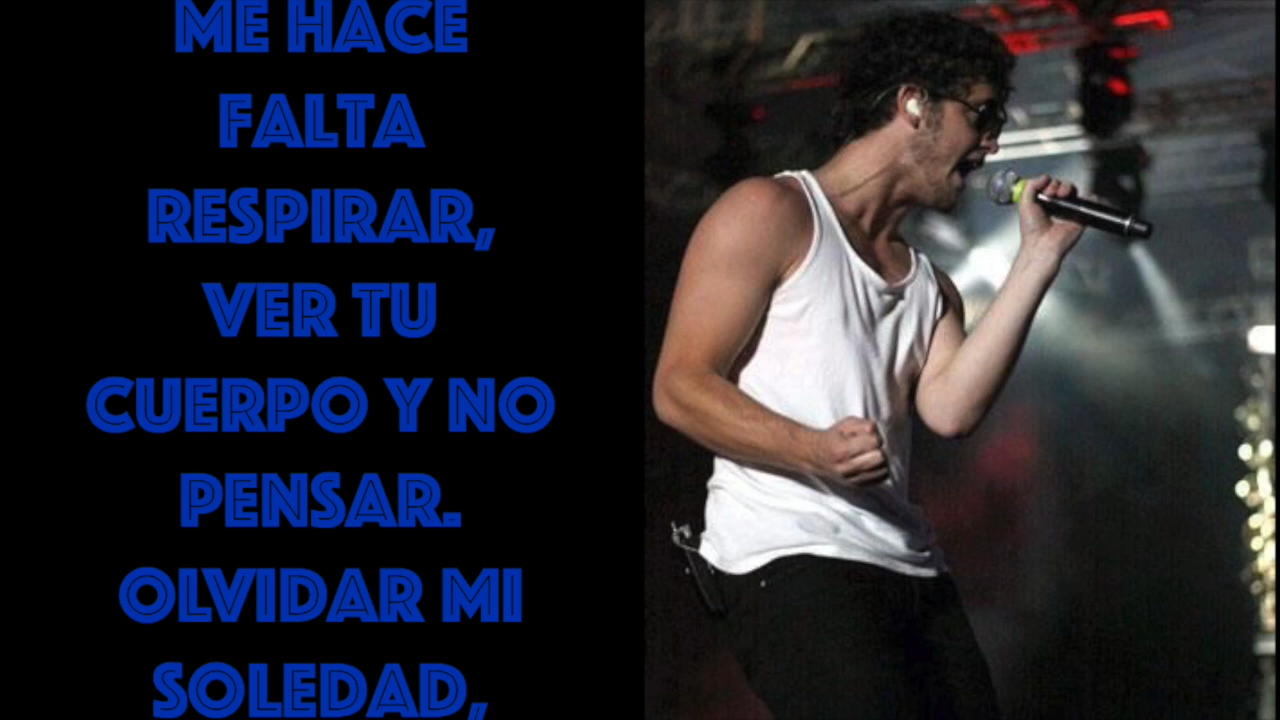 ME HACE
FALTA
RESPIRAR,
VER TU
CUERPO Y NO
PENSAR.
OLVIDAR MI
SOLEDAD,